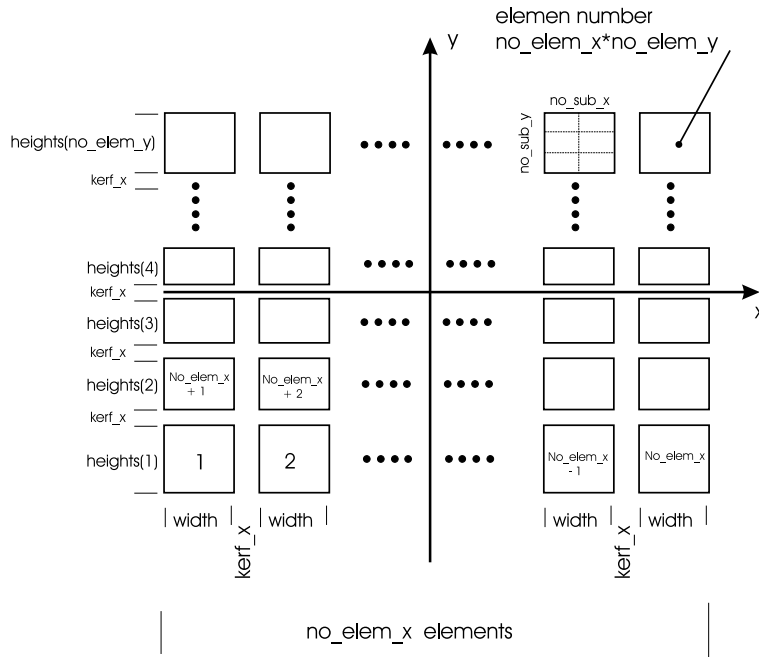 elemen number
no_elem_x*no_elem_y
y
no_sub_x
no_sub_y
heights(no_elem_y)
kerf_x
heights(4)
kerf_x
x
heights(3)
kerf_x
heights(2)
No_elem_x
+ 1
No_elem_x
+ 2
kerf_x
heights(1)
1
2
No_elem_x
- 1
No_elem_x
width
width
width
width
kerf_x
kerf_x
no_elem_x elements